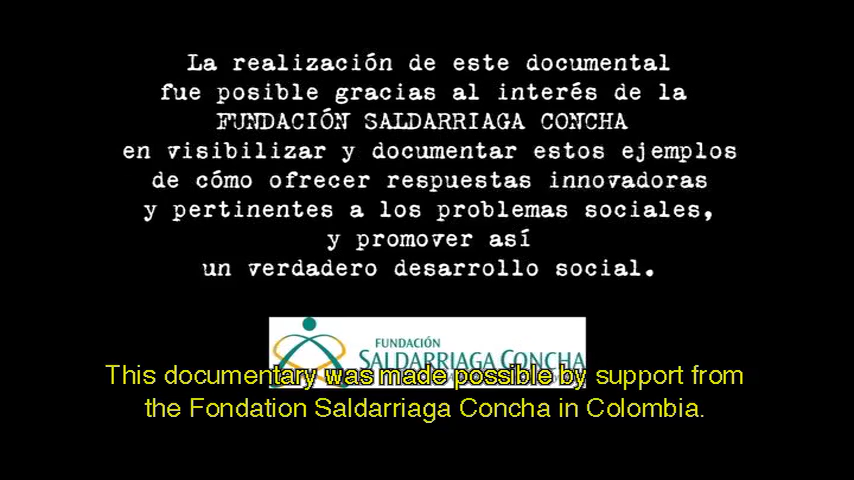 La realización de este documental
fue posible gracias al interés de la
FUNDACIÓN SALDARRIAGA CONCHA
en visibilizar y documentar estos ejemplos
de cómo ofrecer respuestas innovadoras
y pertinentes a los problemas sociales,
y promover así
un verdadero desarrollo social.
FUNDACIÓN
SALDARRIAGA CONCHA
This documentary was made possible by support from
the Fondation Saldarriaga Concha in Colombia.